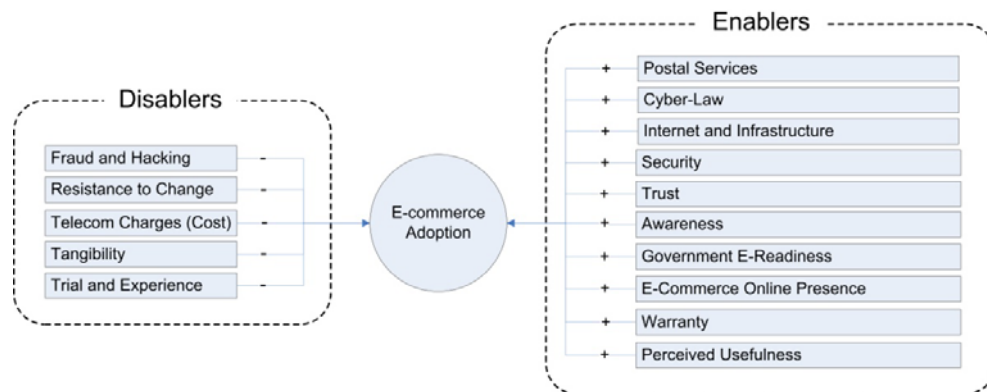 Disablers
Fraud and Hacking -
Resistance to Change -
Telecom Charges (Cost) -
Tangibility -
Trial and Experience -
E-commerce
Adoption
Enablers
+ Postal Services
+ Cyber-Law
+ Internet and Infrastructure
+ Security
+ Trust
+ Awareness
+ Government E-Readiness
+ E-Commerce Online Presence
+ Warranty
+ Perceived Usefulness